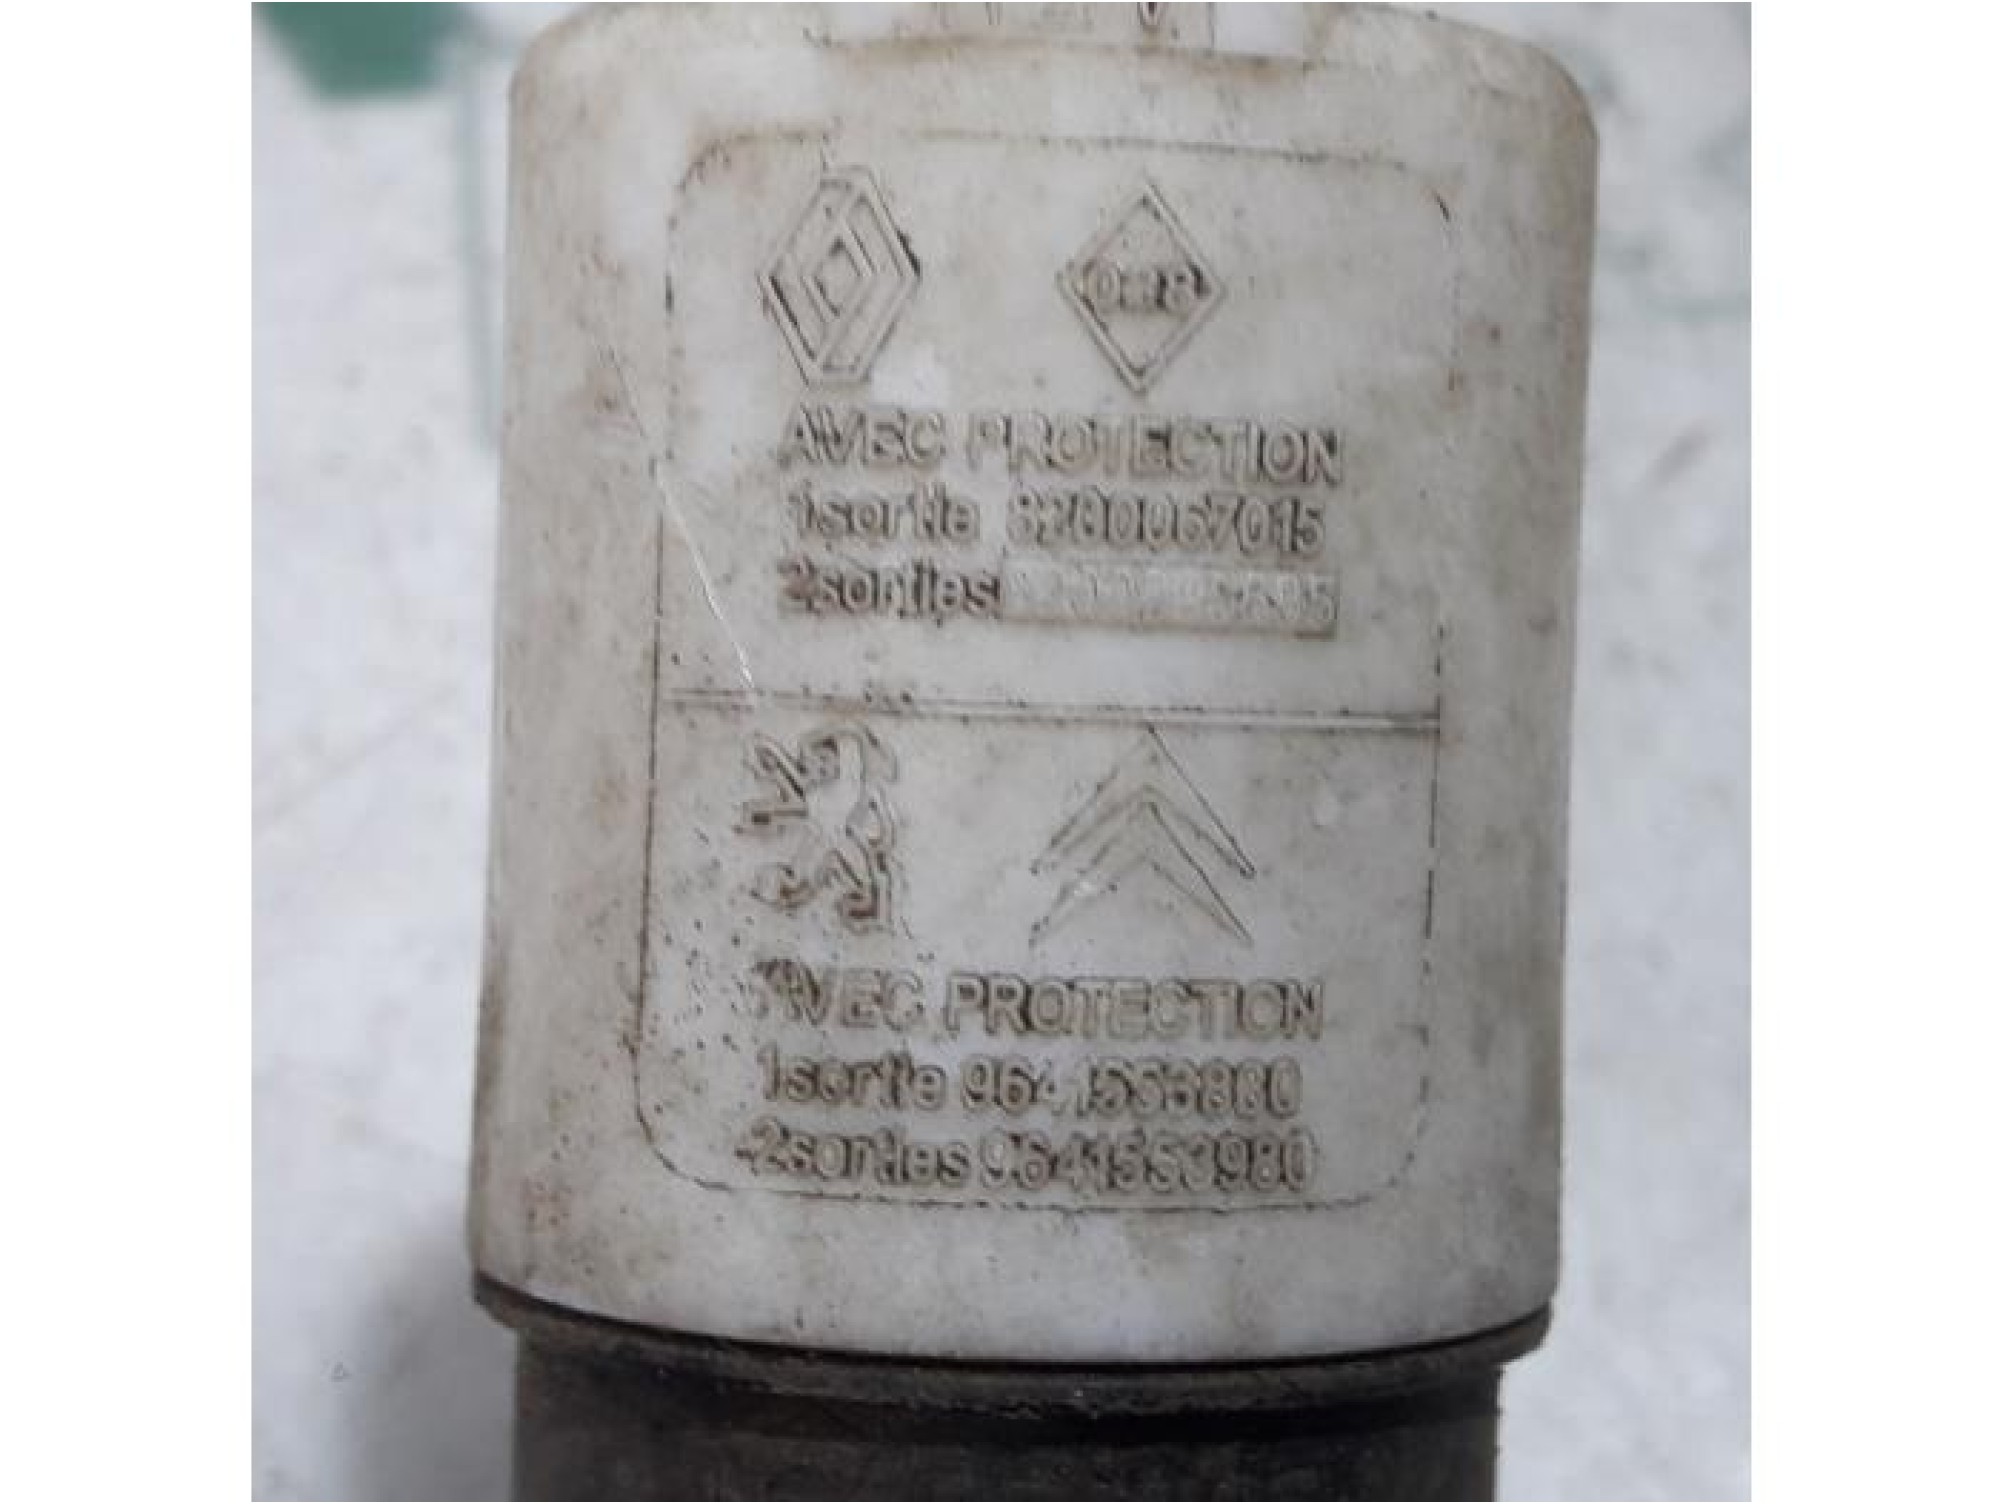 AVEC PROTECTION
1sortie 8200067015
2sorties
AVEC PROTECTION
1sortie 9641553880
2sorties 9641553980